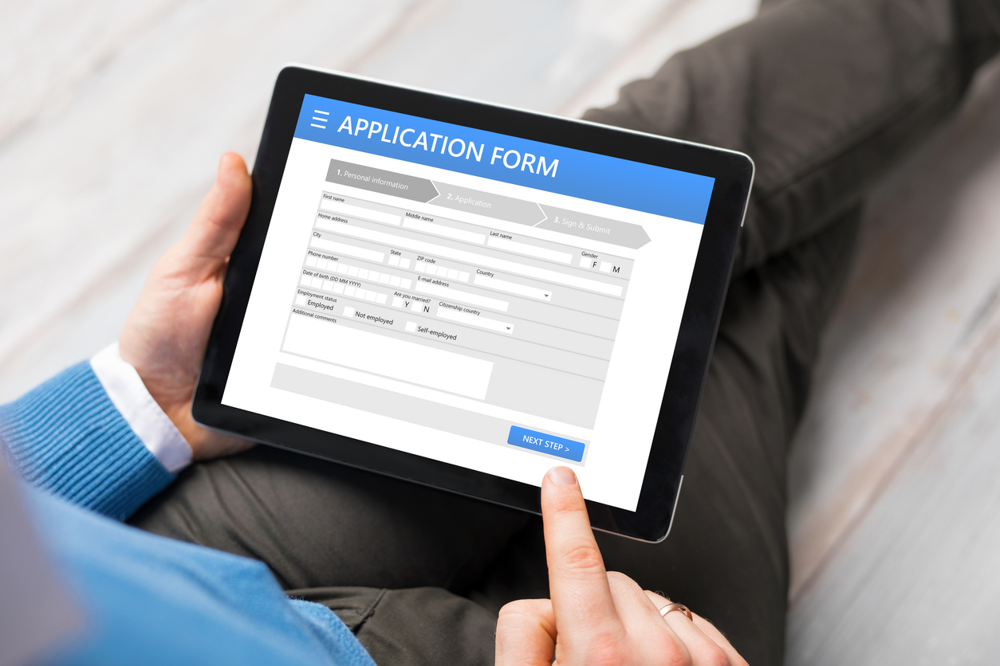 APPLICATION FORM
1. Personal information
2. Application
3. Sign & Submit
First name
Middle name
Last name
Gender
F
M
Home address
City
State
ZIP code
Country
Phone number
E-mail address
Date of birth (DD MM YYYY)
Are you married?
Y
N
Citizenship country
Employment status
Employed
Not employed
Self-employed
Additional comments
NEXT STEP >